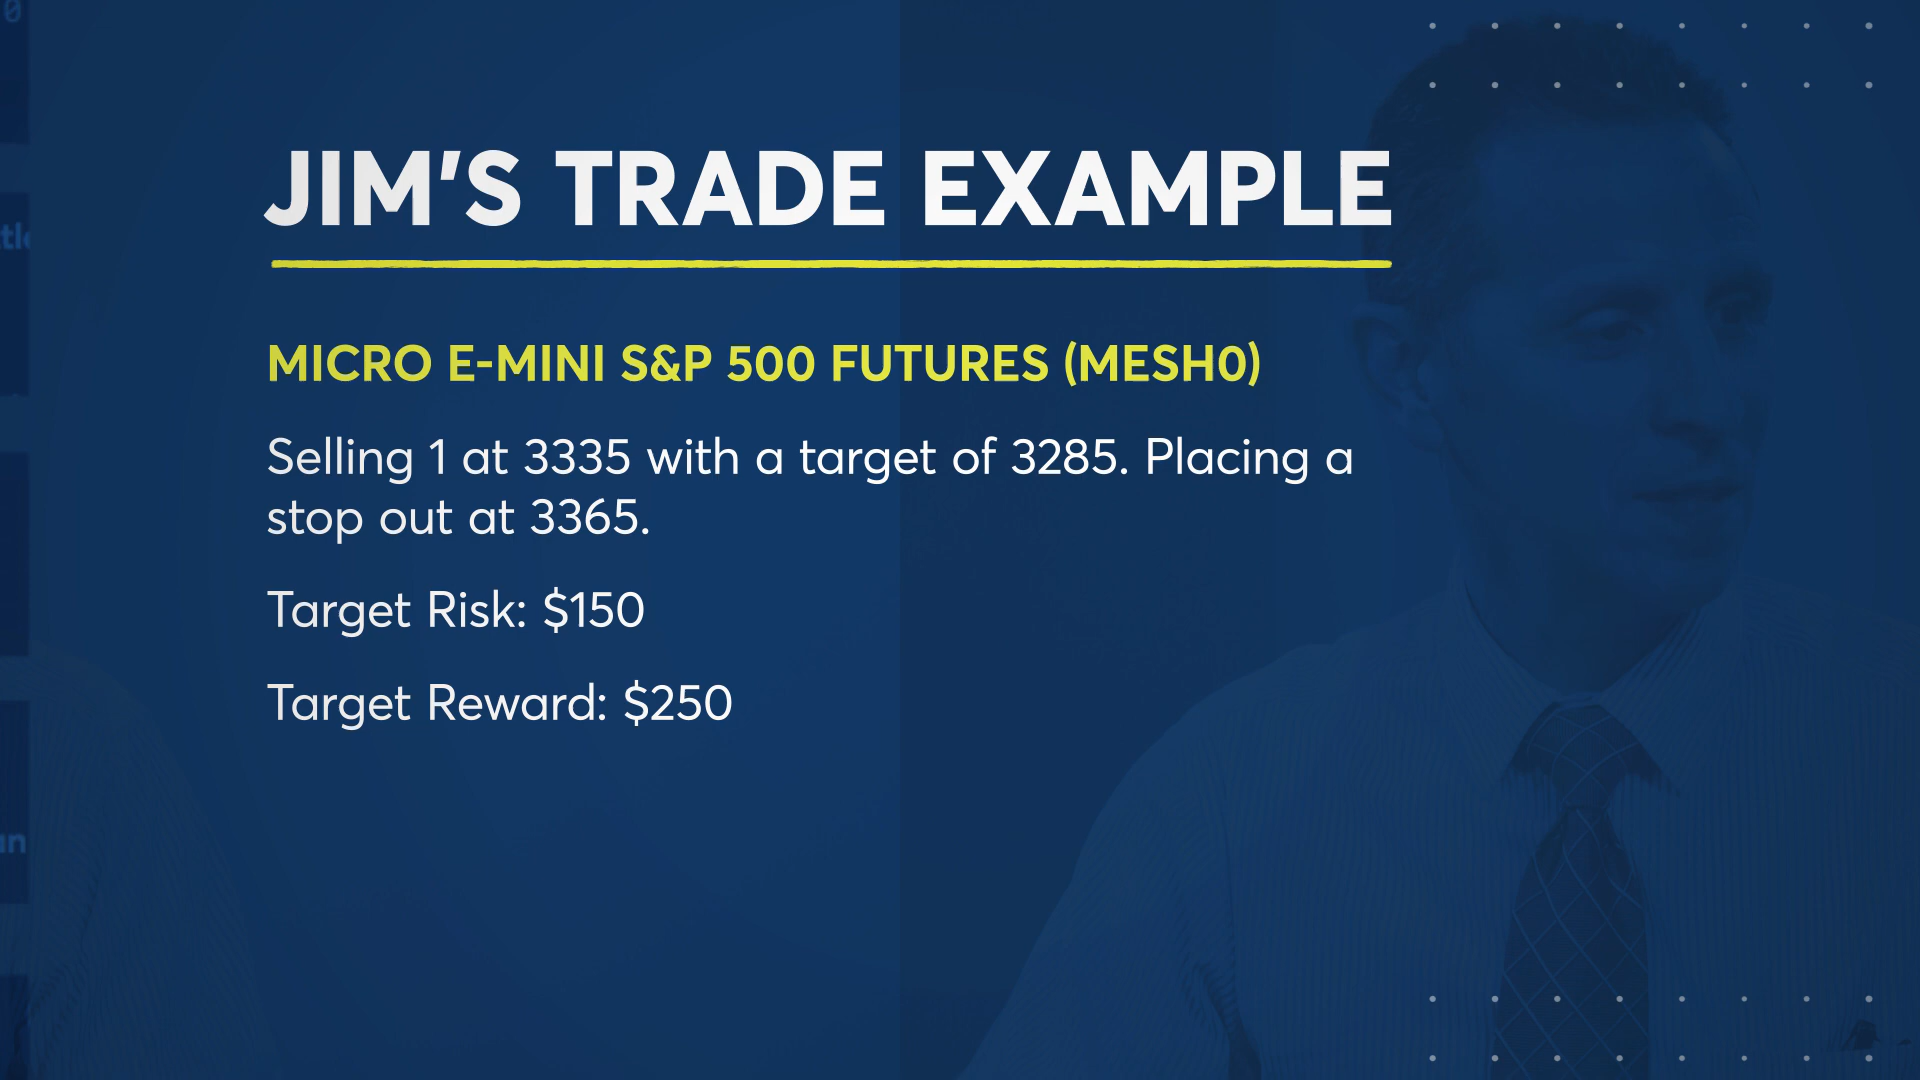 JIM'S TRADE EXAMPLE
MICRO E-MINI S&P 500 FUTURES (MESH0)
Selling 1 at 3335 with a target of 3285. Placing a
stop out at 3365.
Target Risk: $150
Target Reward: $250